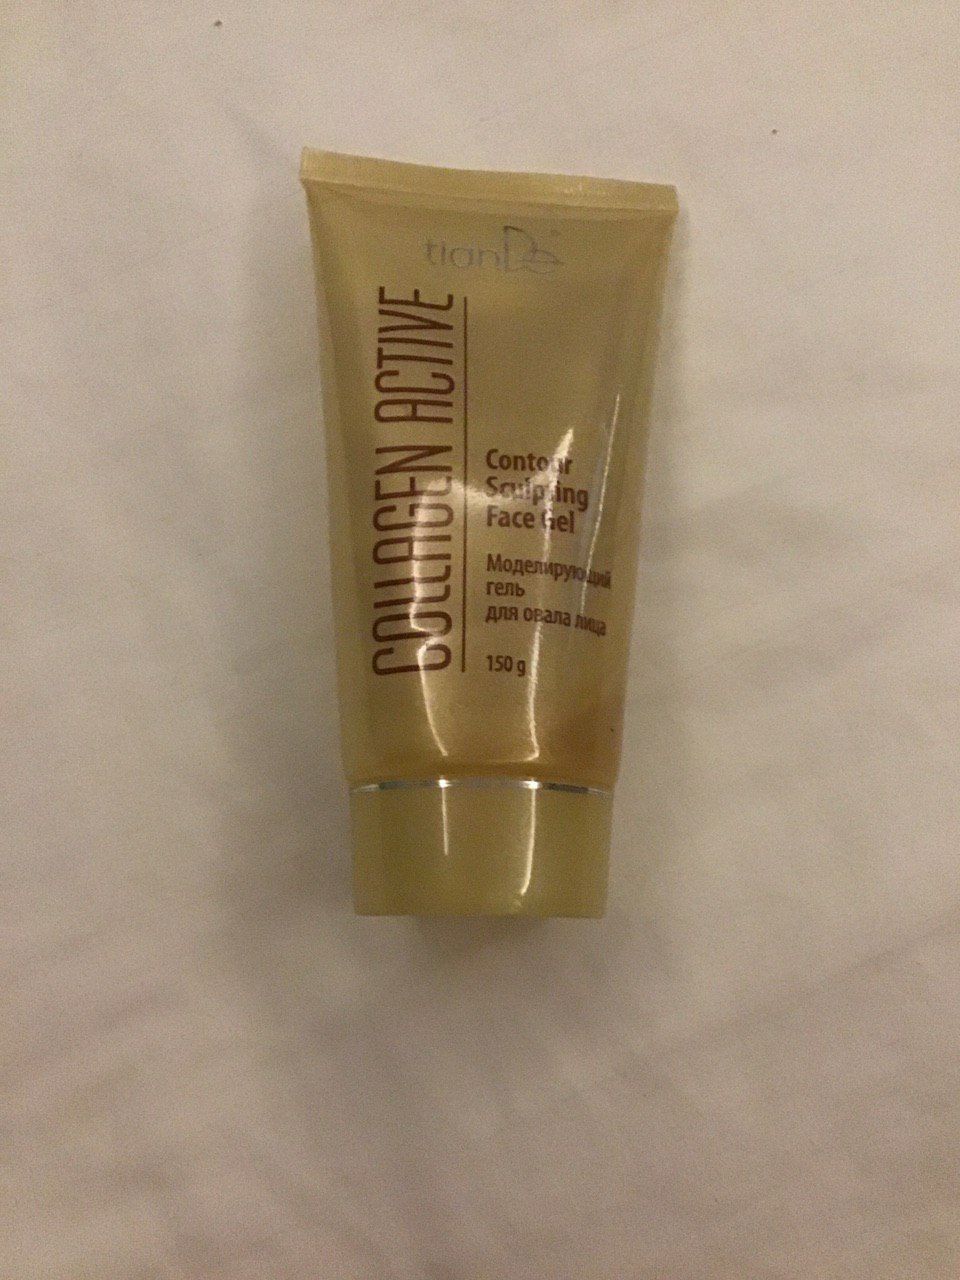 tianDe
COLLAGEN ACTIVE
Contour
Sculpting
Face Gel
Моделирующий
гель
для овала лица
150 g